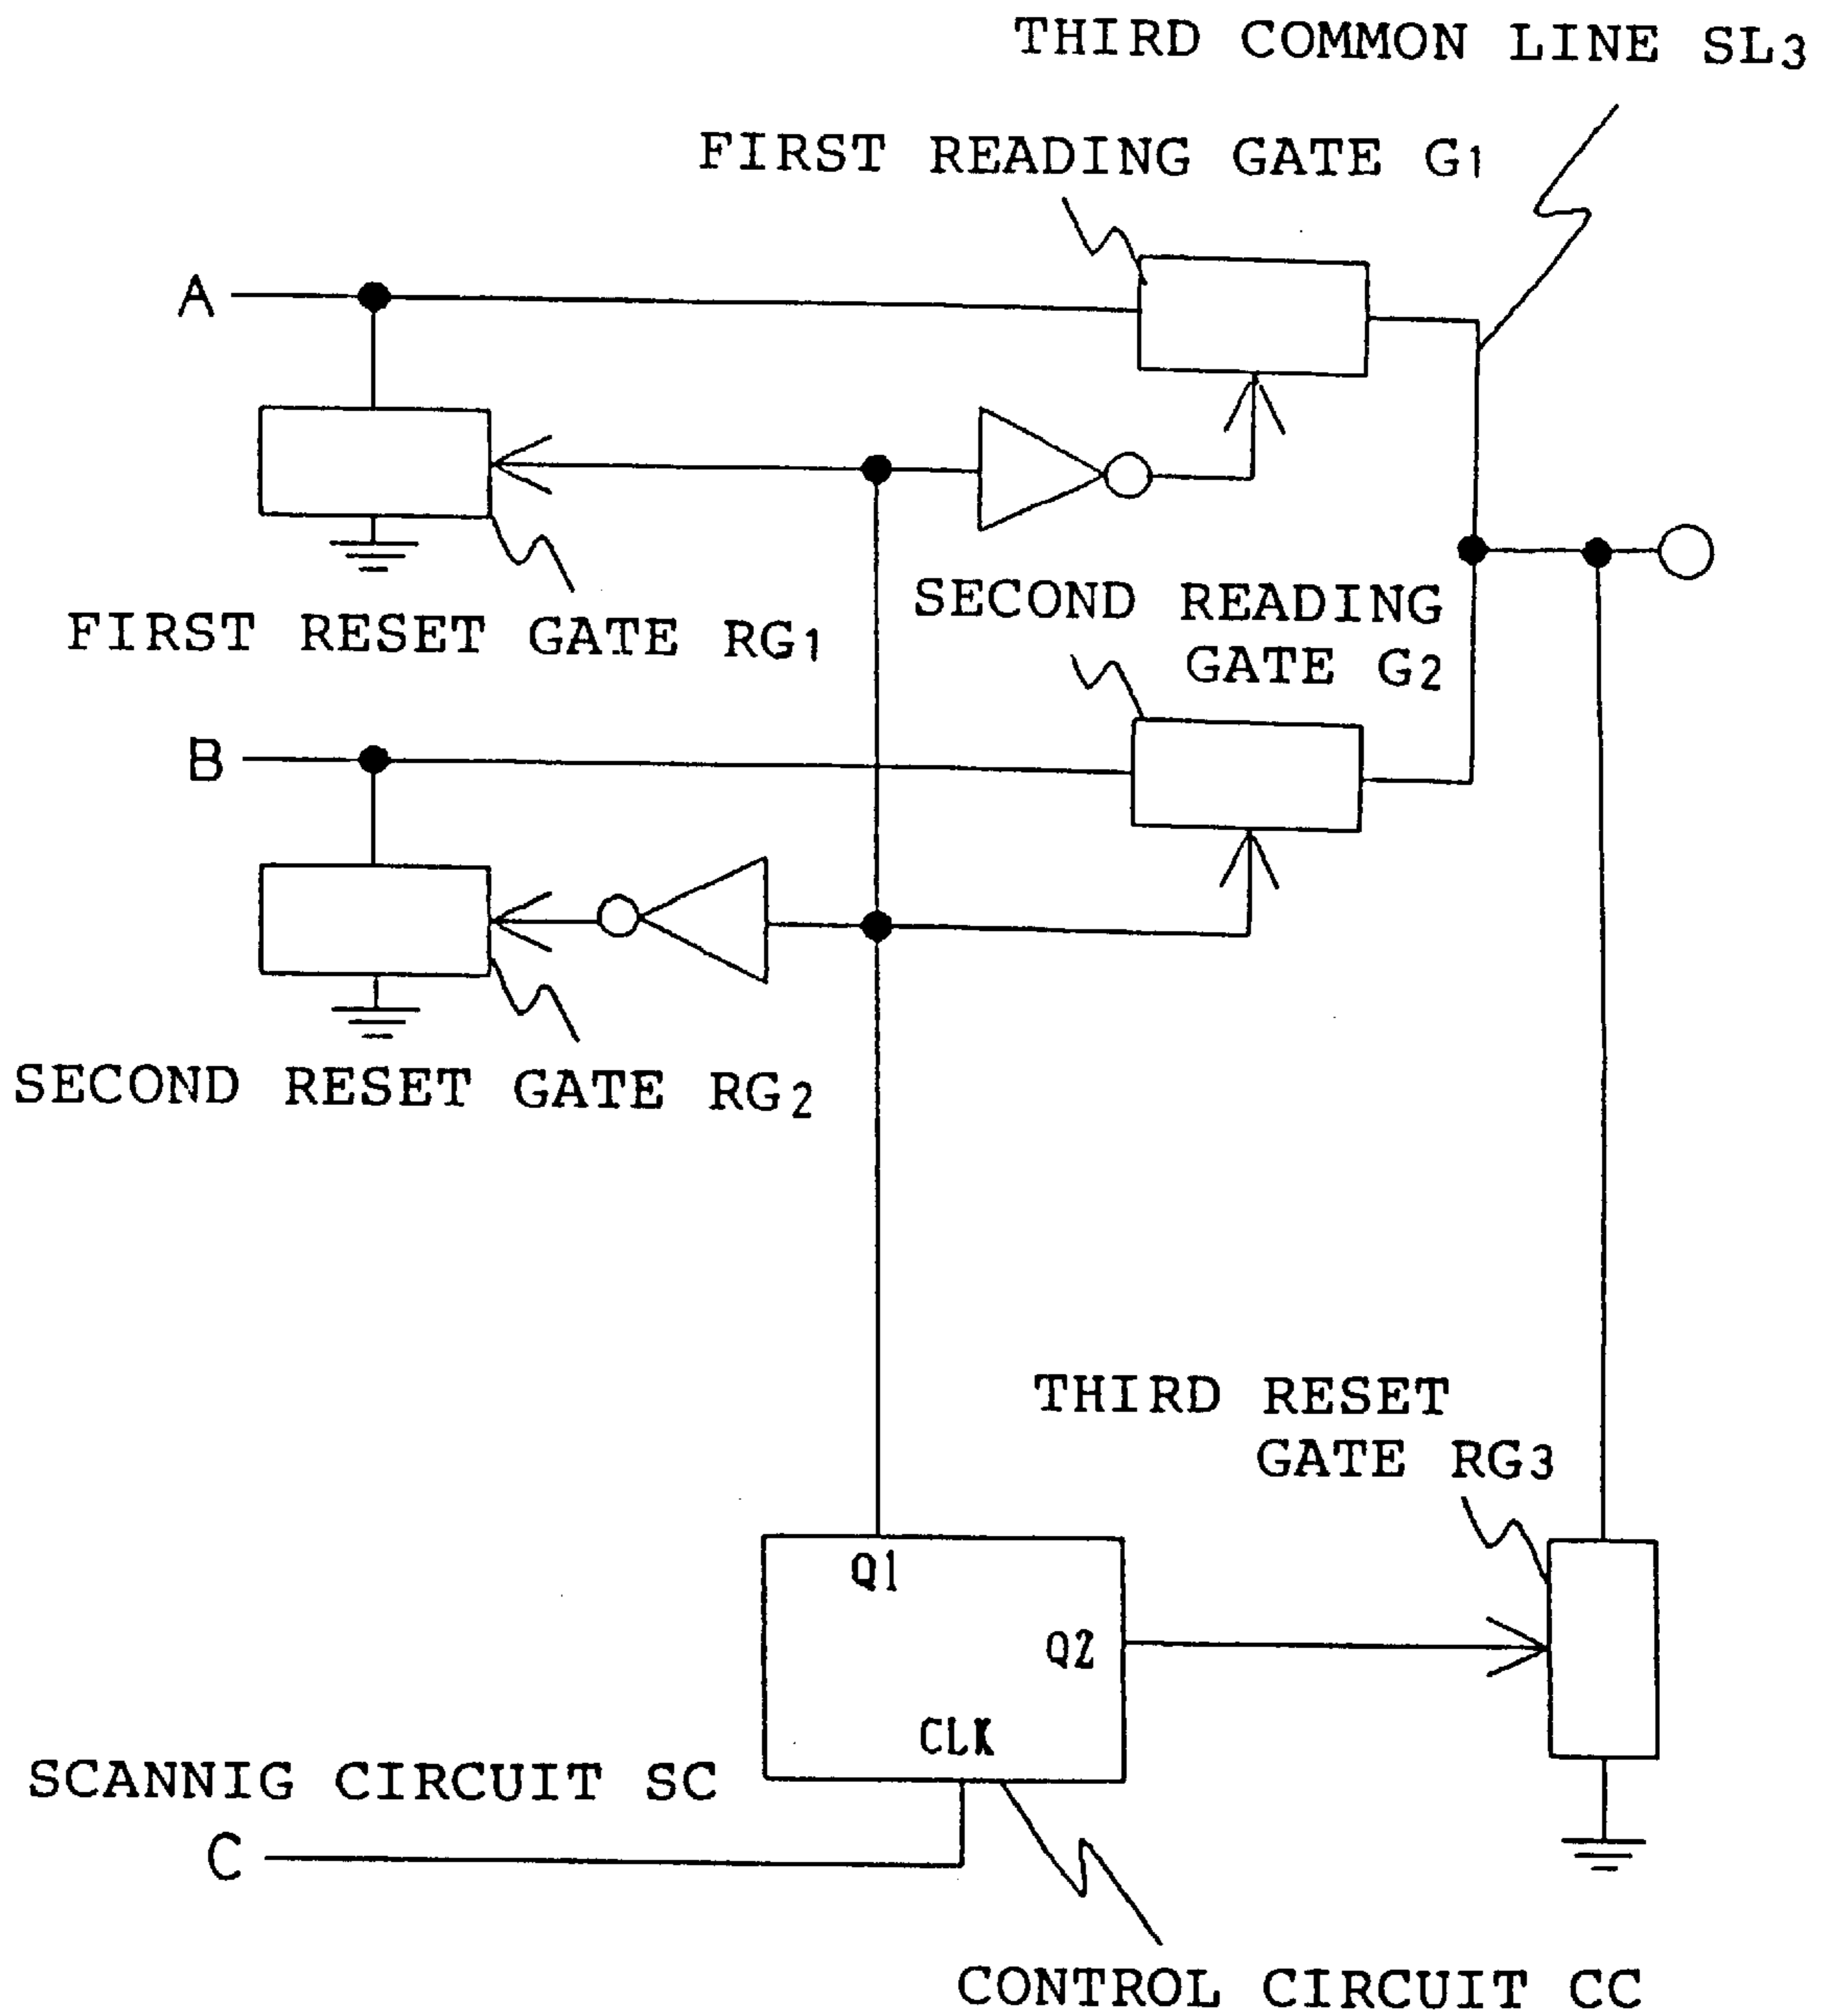 THIRD COMMON LINE SL3
FIRST READING GATE G1
A
FIRST RESET GATE RG1
SECOND READING
GATE G2
B
SECOND RESET GATE RG2
THIRD RESET
GATE RG3
Q1
Q2
CLK
SCANNIG CIRCUIT SC
C
CONTROL CIRCUIT CC